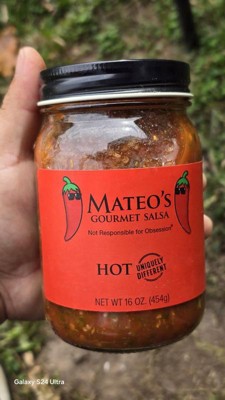 MATEO'S
GOURMET SALSA
Not Responsible for Obsession®
HOT UNIQUELY DIFFERENT
NET WT 16 OZ. (454g)
Galaxy S24 Ultra